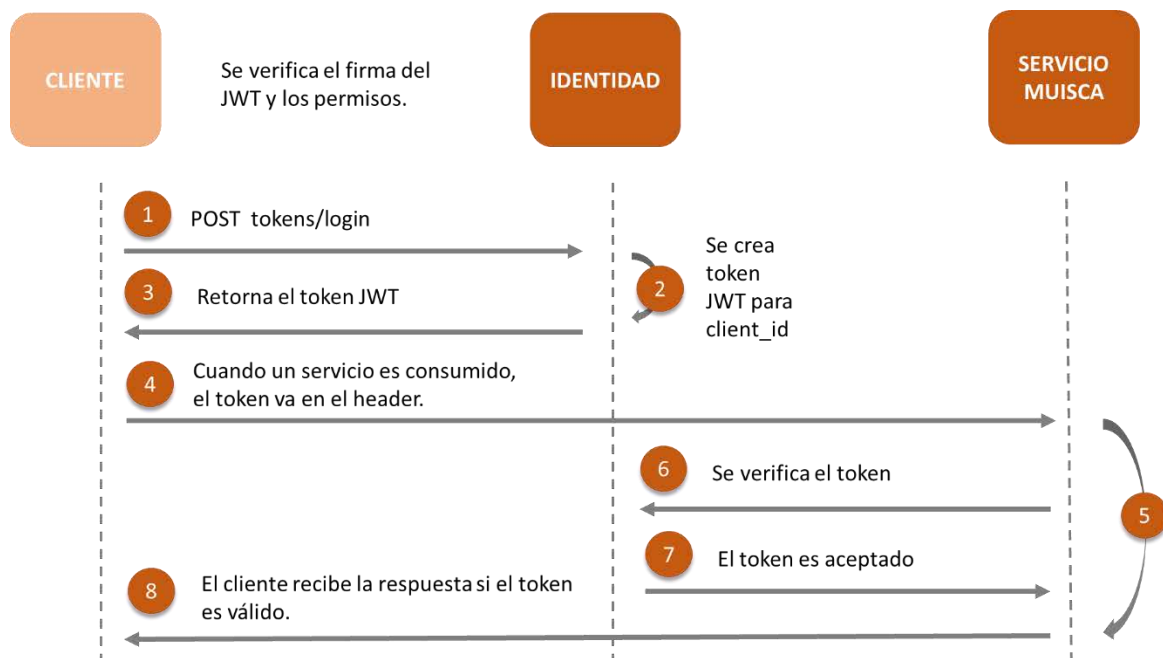 CLIENTE
Se verifica el firma del
JWT y los permisos.
IDENTIDAD
SERVICIO
MUISCA
1
POST tokens/login
2
Se crea
token
JWT para
client_id
3
Retorna el token JWT
4
Cuando un servicio es consumido,
el token va en el header.
5
6
Se verifica el token
7
El token es aceptado
8
El cliente recibe la respuesta si el token
es válido.